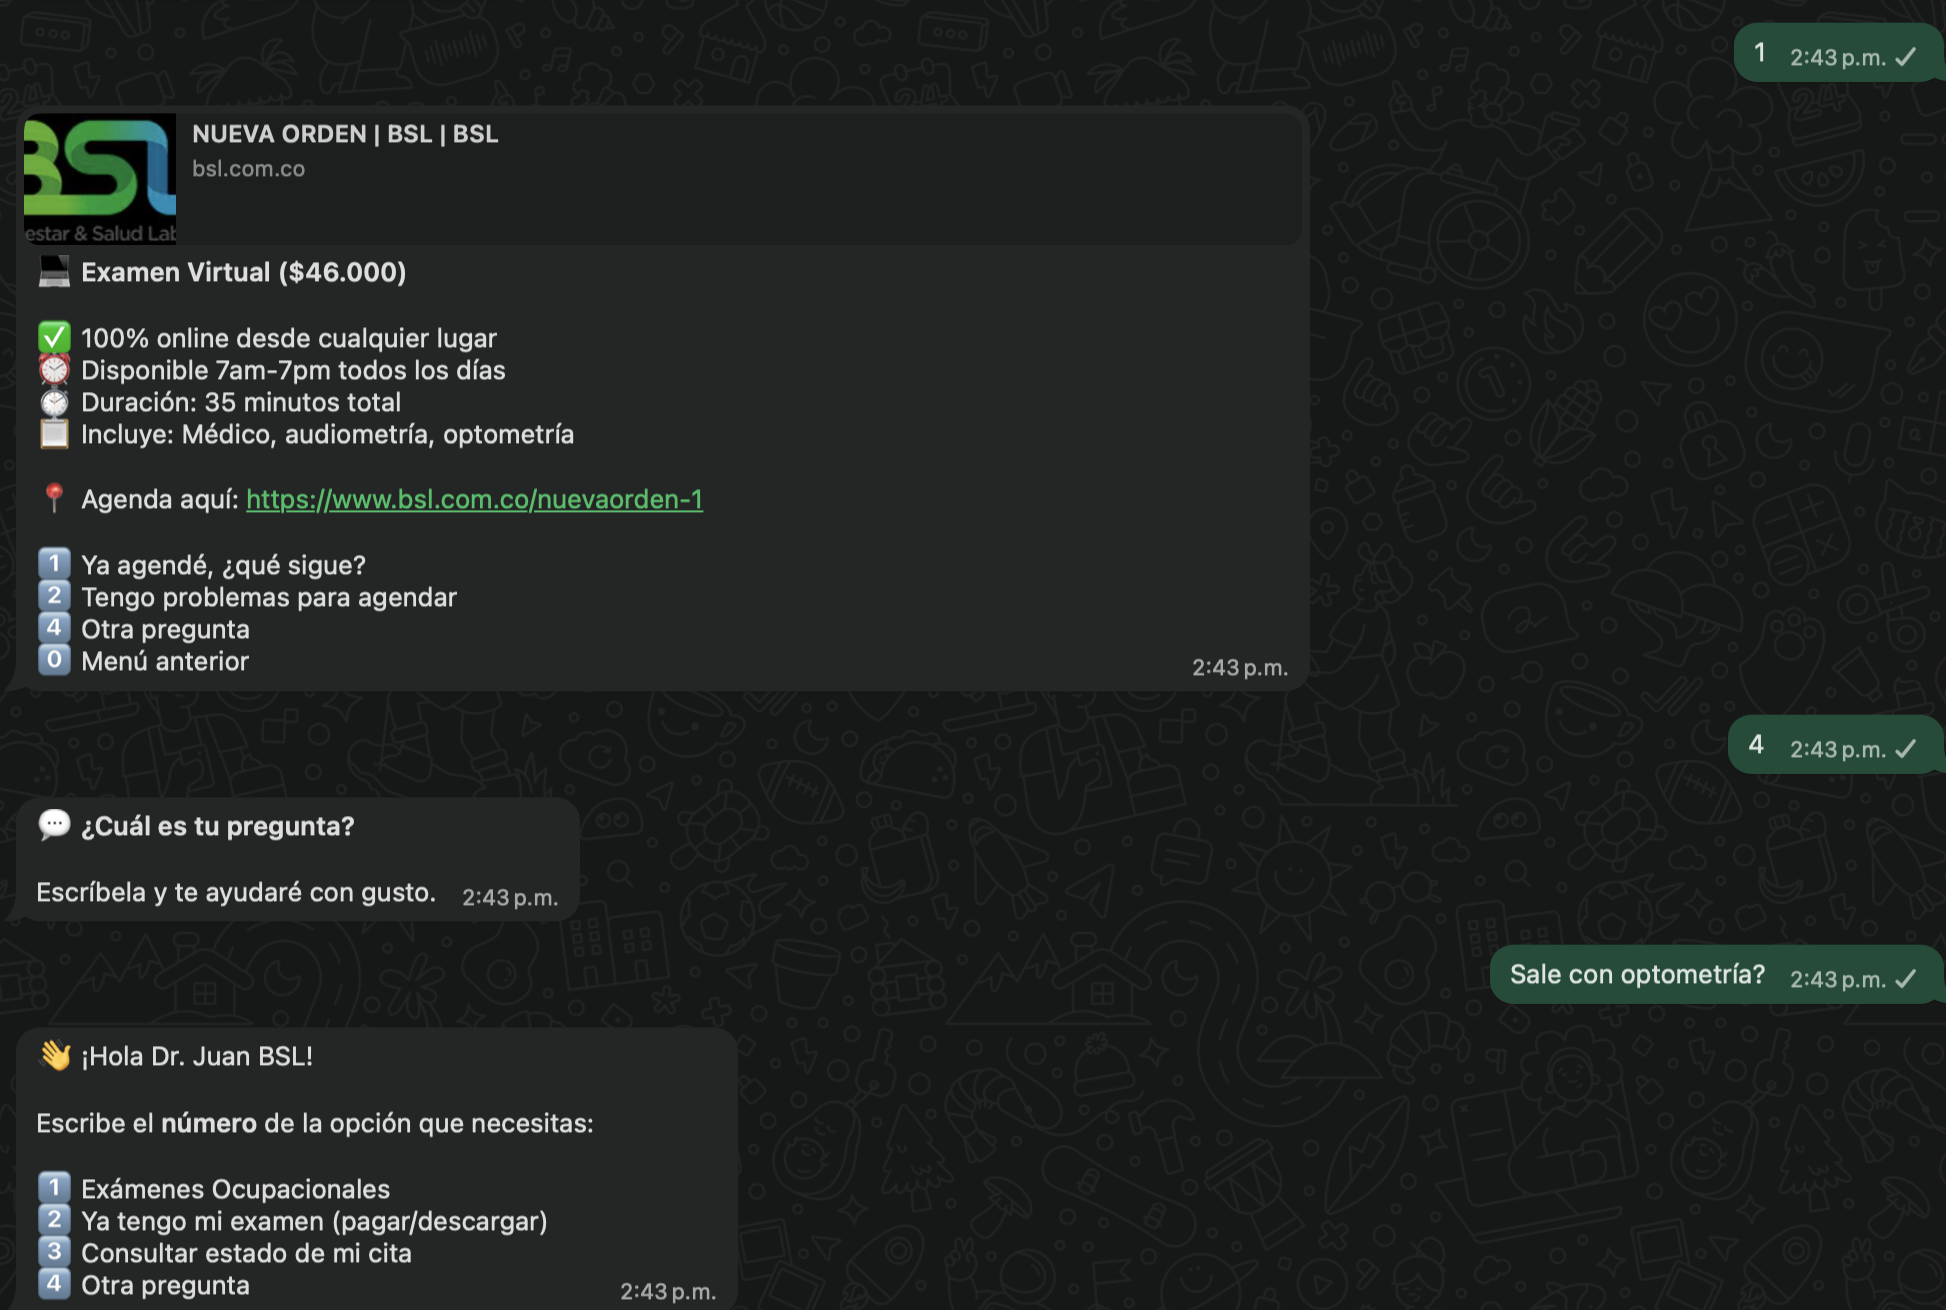 1 2:43 p.m.
NUEVA ORDEN | BSL | BSL
bsl.com.co
BSL
estar & Salud Lab
Examen Virtual ($46.000)
100% online desde cualquier lugar
Disponible 7am-7pm todos los días
Duración: 35 minutos total
Incluye: Médico, audiometría, optometría
Agenda aquí: https://www.bsl.com.co/nuevaorden-1
1 Ya agendé, ¿qué sigue?
2 Tengo problemas para agendar
4 Otra pregunta
0 Menú anterior
2:43 p.m.
4 2:43 p.m.
¿Cuál es tu pregunta?
Escríbela y te ayudaré con gusto. 2:43 p.m.
Sale con optometría? 2:43 p.m.
¡Hola Dr. Juan BSL!
Escribe el número de la opción que necesitas:
1 Exámenes Ocupacionales
2 Ya tengo mi examen (pagar/descargar)
3 Consultar estado de mi cita
4 Otra pregunta
2:43 p.m.